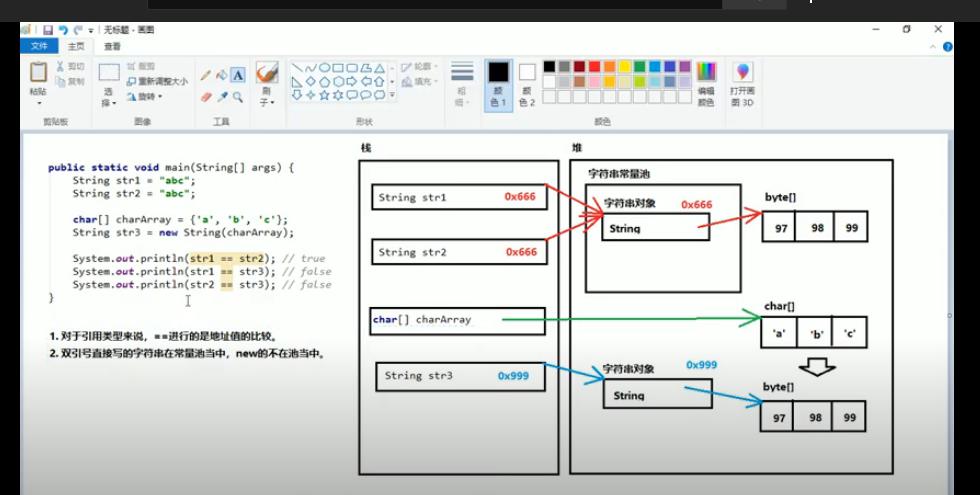 无标题 - 画图
文件 主页 查看
粘贴
剪切
复制
剪贴板
选择
裁剪
重新调整大小
旋转
图像
A
工具
刷子
轮廓
填充
形状
粗细
颜色 1
颜色 2
颜色
编辑颜色
打开画图 3D
public static void main(String[] args) {
String str1 = "abc";
String str2 = "abc";
char[] charArray = {'a', 'b', 'c'};
String str3 = new String(charArray);
System.out.println(str1 == str2); // true
System.out.println(str1 == str3); // false
System.out.println(str2 == str3); // false
}
1. 对于引用类型来说，==进行的是地址值的比较。
2. 双引号直接写的字符串在常量池当中，new的不在池当中。
栈
String str1 0x666
String str2 0x666
char[] charArray
String str3 0x999
堆
字符串常量池
字符串对象 0x666
String
byte[]
97 98 99
char[]
'a' 'b' 'c'
字符串对象 0x999
String
byte[]
97 98 99